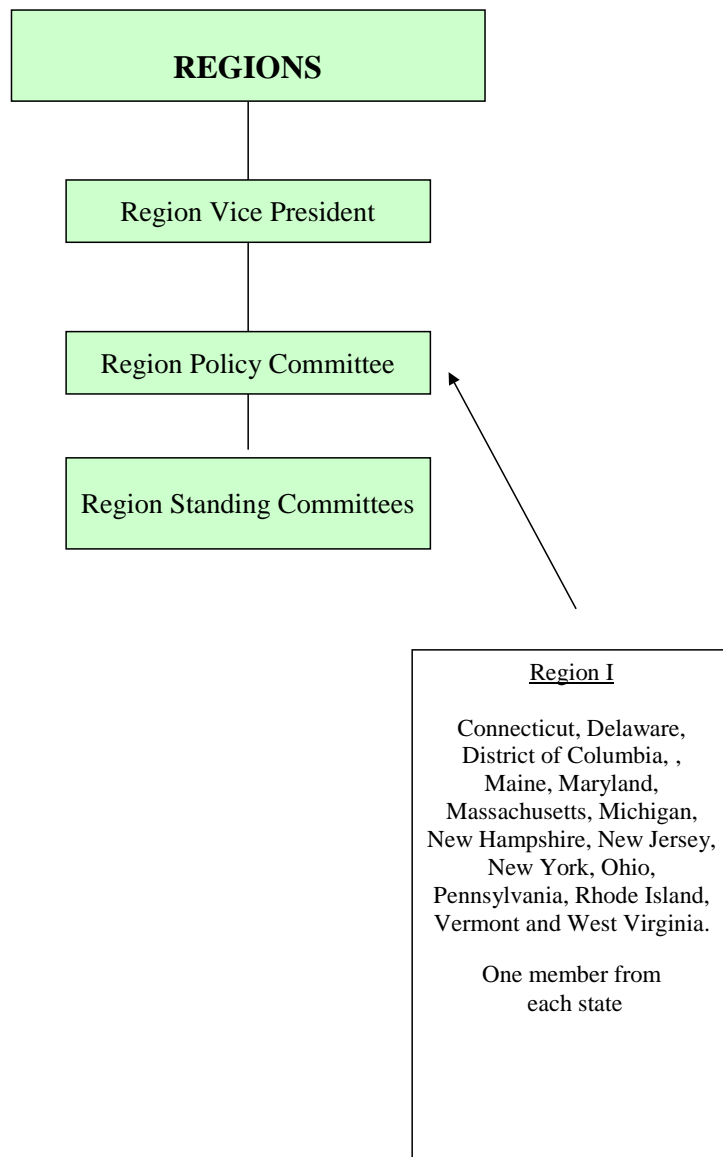 REGIONS
Region Vice President
Region Policy Committee
Region Standing Committees
Region I
Connecticut, Delaware,
District of Columbia, ,
Maine, Maryland,
Massachusetts, Michigan,
New Hampshire, New Jersey,
New York, Ohio,
Pennsylvania, Rhode Island,
Vermont and West Virginia.
One member from
each state